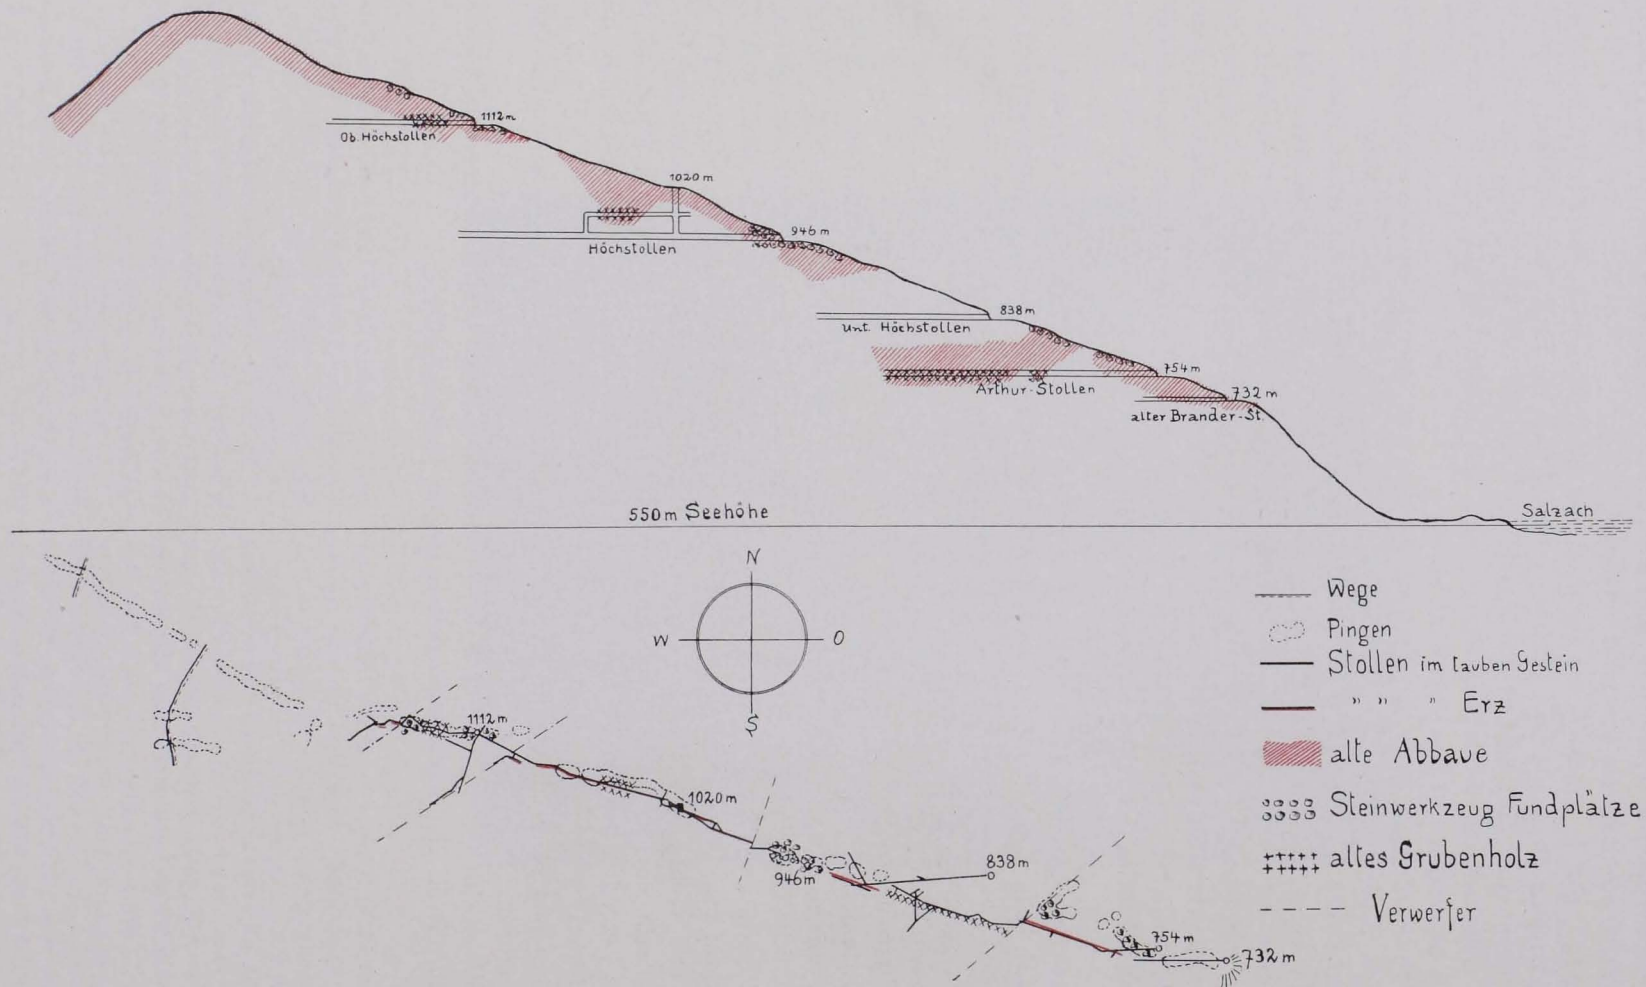 1112 m
Ob. Höchstollen
1020 m
946 m
Höchstollen
838 m
Unt. Höchstollen
754 m
Arthur-Stollen
732 m
alter Brander-St.
550 m Seehöhe
Salzach
N
W
O
S
Wege
Pingen
Stollen im tauben Gestein
" " " Erz
alte Abbaue
Steinwerkzeug Fundplätze
altes Grubenholz
Verwerfer
1112 m
1020 m
946 m
838 m
754 m
732 m